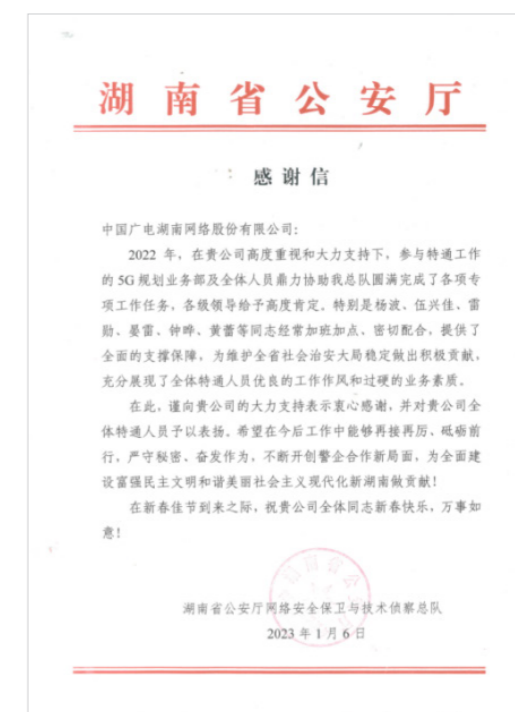 湖南省公安厅
感谢信
中国广电湖南网络股份有限公司:
2022 年，在贵公司高度重视和大力支持下，参与特通工作
的 5G 规划业务部及全体人员鼎力协助我总队圆满完成了各项专
项工作任务，各级领导给予高度肯定。特别是杨波、伍兴佳、雷
勋、晏雷、钟晔、黄蕾等同志经常加班加点、密切配合，提供了
全面的支撑保障，为维护全省社会治安大局稳定做出积极贡献，
充分展现了全体特通人员优良的工作作风和过硬的业务素质。
在此，谨向贵公司的大力支持表示衷心感谢，并对贵公司全
体特通人员予以表扬。希望在今后工作中能够再接再厉、砥砺前
行，严守秘密、奋发作为，不断开创警企合作新局面，为全面建
设富强民主文明和谐美丽社会主义现代化新湖南做贡献!
在新春佳节到来之际，祝贵公司全体同志新春快乐，万事如
意!
湖南省公安厅网络安全保卫与技术侦察总队
2023 年 1 月 6 日